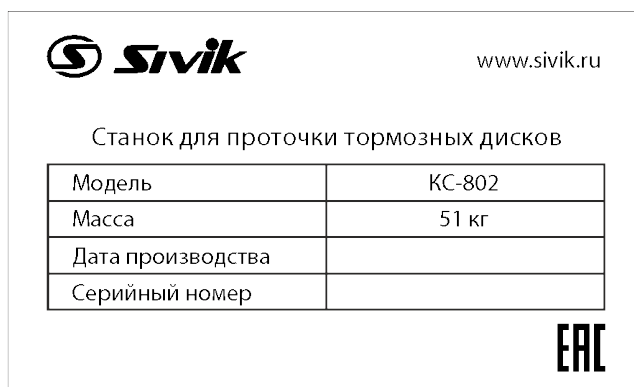 Sivik
www.sivik.ru
Станок для проточки тормозных дисков
Модель КС-802
Масса 51 кг
Дата производства
Серийный номер
EAC